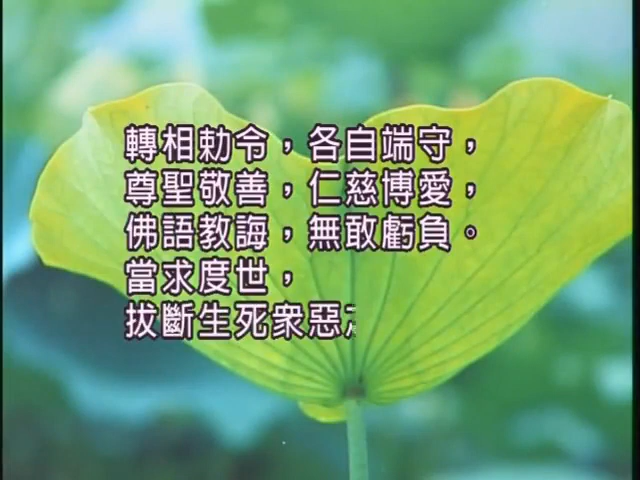 轉相勅令，各自端守，
尊聖敬善，仁慈博愛，
佛語教誨，無敢虧負。
當求度世，
拔斷生死衆惡